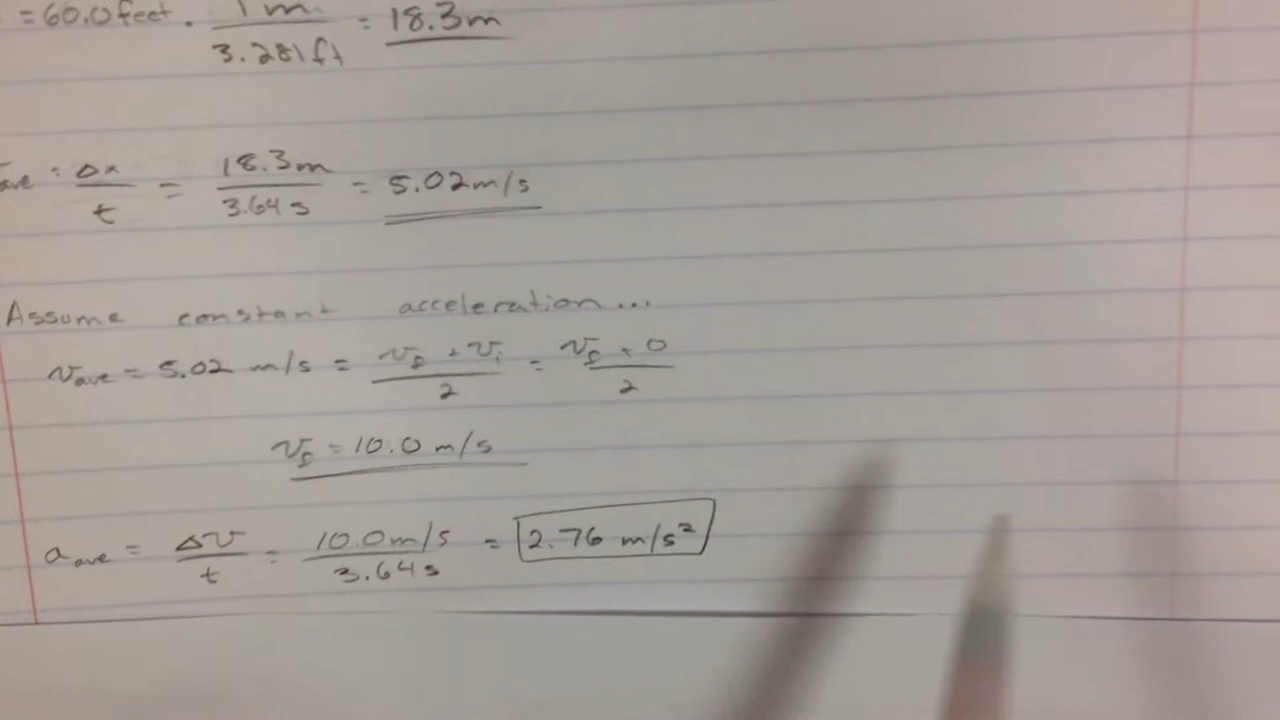 = 60.0 feet · 1 m / 3.281 ft = 18.3 m
ave = Δx / t = 18.3 m / 3.64 s = 5.02 m/s
Assume constant acceleration...
v_ave = 5.02 m/s = v_f + v_i / 2 = v_f + 0 / 2
v_f = 10.0 m/s
a_ave = Δv / t = 10.0 m/s / 3.64 s = 2.76 m/s²